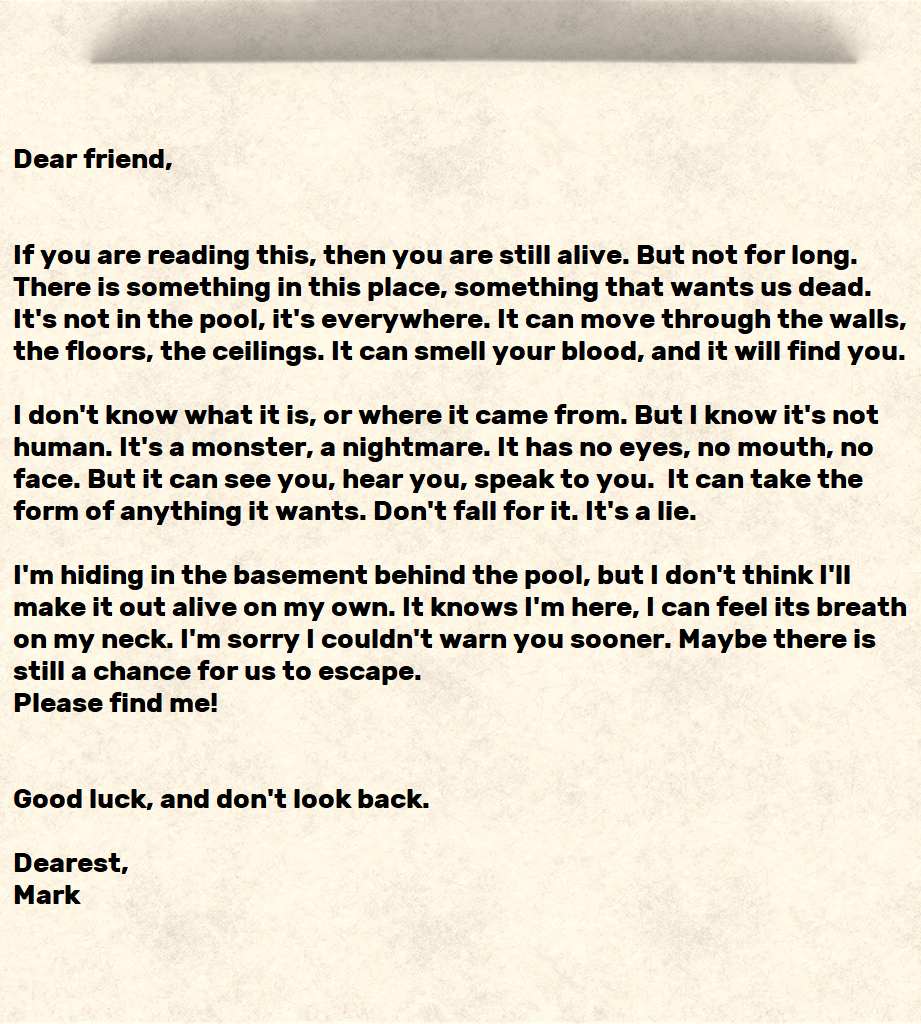 Dear friend,
If you are reading this, then you are still alive. But not for long.
There is something in this place, something that wants us dead.
It's not in the pool, it's everywhere. It can move through the walls,
the floors, the ceilings. It can smell your blood, and it will find you.
I don't know what it is, or where it came from. But I know it's not
human. It's a monster, a nightmare. It has no eyes, no mouth, no
face. But it can see you, hear you, speak to you.  It can take the
form of anything it wants. Don't fall for it. It's a lie.
I'm hiding in the basement behind the pool, but I don't think I'll
make it out alive on my own. It knows I'm here, I can feel its breath
on my neck. I'm sorry I couldn't warn you sooner. Maybe there is
still a chance for us to escape.
Please find me!
Good luck, and don't look back.
Dearest,
Mark